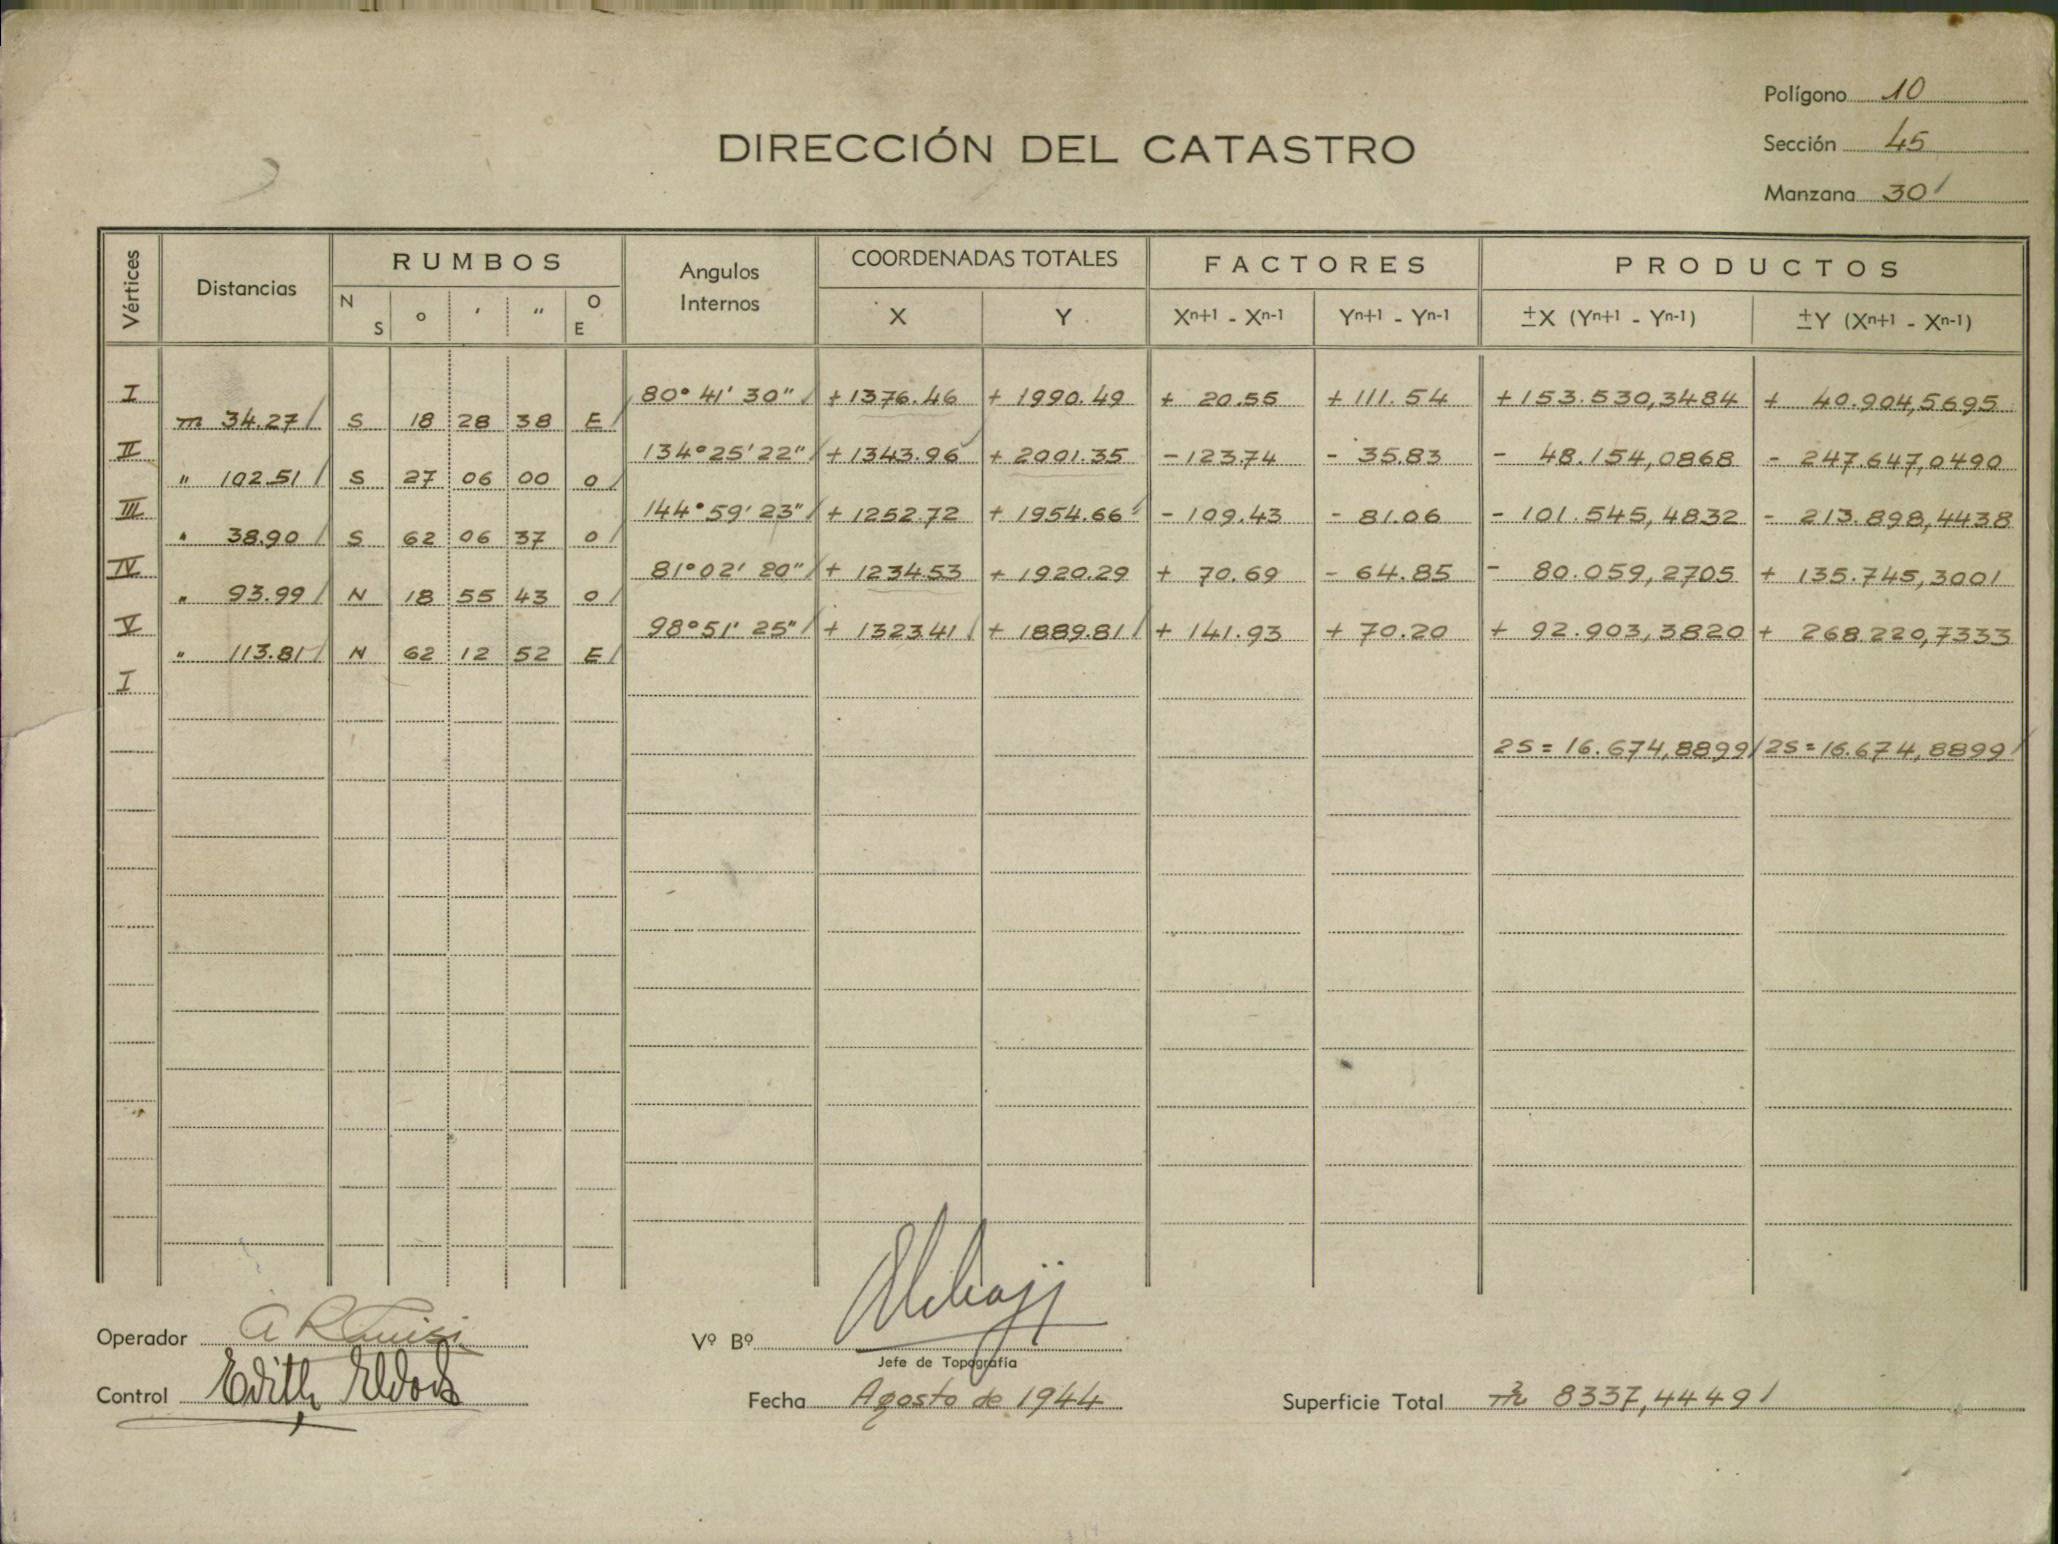 Polígono 10
DIRECCIÓN DEL CATASTRO
Sección 45
Manzana 30
Vértices Distancias RUMBOS Angulos Internos COORDENADAS TOTALES FACTORES PRODUCTOS
N S o ' " O E X Y Xn+1 - Xn-1 Yn+1 - Yn-1 ±X (Yn+1 - Yn-1) ±Y (Xn+1 - Xn-1)
I 80° 41' 30" + 1376.46 + 1990.49 + 20.55 + 111.54 + 153.530,3484 + 40.904,5695
m 34.27 S 18 28 38 E
II 134° 25' 22" + 1343.96 + 2001.35 - 123.74 - 35.83 - 48.154,0868 - 247.647,0490
" 102.51 S 27 06 00 O
III 144° 59' 23" + 1252.72 + 1954.66 - 109.43 - 81.06 - 101.545,4832 - 213.898,4438
" 38.90 S 62 06 37 O
IV 81° 02' 20" + 1234.53 + 1920.29 + 70.69 - 64.85 - 80.059,2705 + 135.745,3001
" 93.99 N 18 55 43 O
V 98° 51' 25" + 1323.41 + 1889.81 + 141.93 + 70.20 + 92.903,3820 + 268.220,7333
" 113.81 N 62 12 52 E
I
2S = 16.674,8899 2S = 16.674,8899
Operador
Vº Bº
Jefe de Topografía
Control Edith
Fecha Agosto de 1944
Superficie Total m² 8337,4449